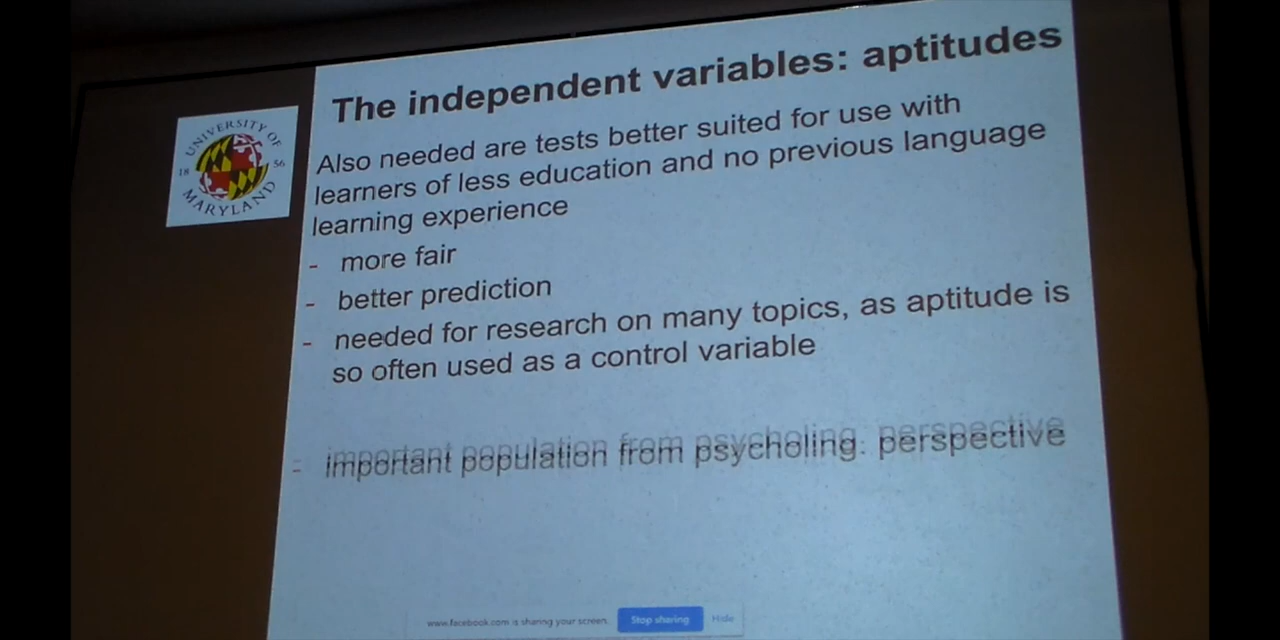 The independent variables: aptitudes
UNIVERSITY OF
18 56
MARYLAND
Also needed are tests better suited for use with
learners of less education and no previous language
learning experience
- more fair
- better prediction
- needed for research on many topics, as aptitude is
so often used as a control variable
- important population from psycholing. perspective
www.facebook.com is sharing your screen. Stop sharing Hide